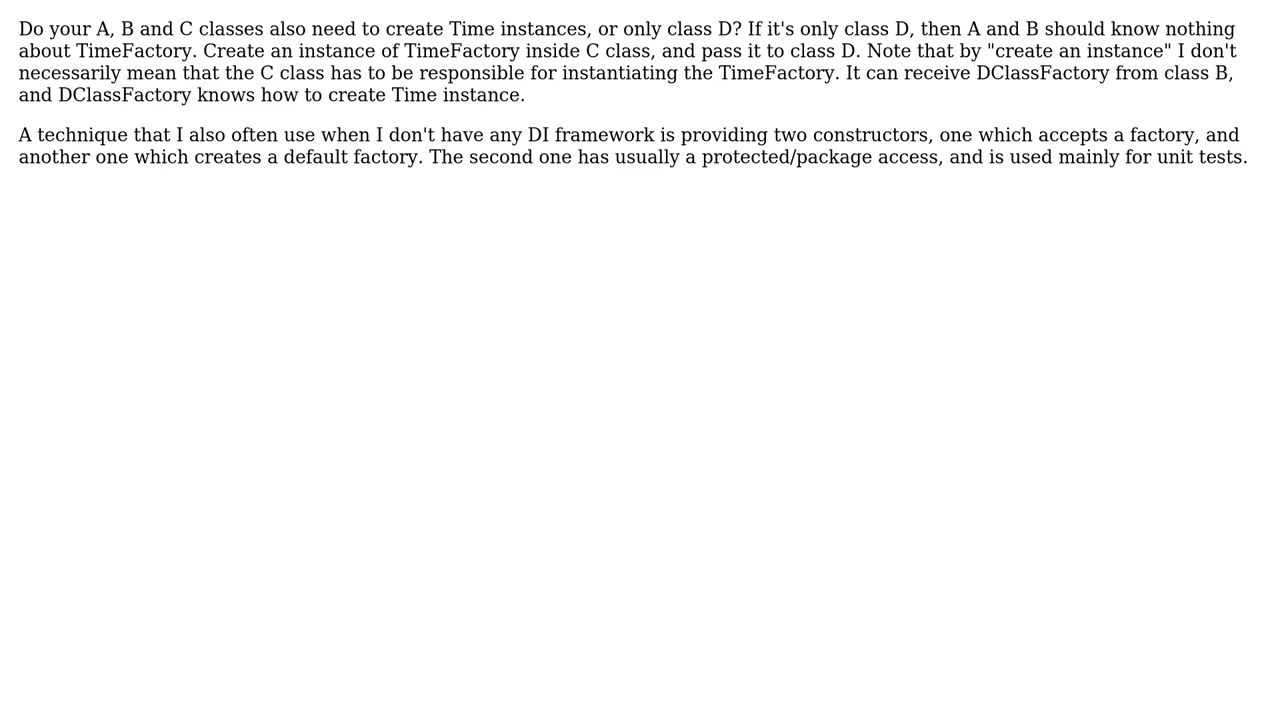 Do your A, B and C classes also need to create Time instances, or only class D? If it's only class D, then A and B should know nothing
about TimeFactory. Create an instance of TimeFactory inside C class, and pass it to class D. Note that by "create an instance" I don't
necessarily mean that the C class has to be responsible for instantiating the TimeFactory. It can receive DClassFactory from class B,
and DClassFactory knows how to create Time instance.
A technique that I also often use when I don't have any DI framework is providing two constructors, one which accepts a factory, and
another one which creates a default factory. The second one has usually a protected/package access, and is used mainly for unit tests.